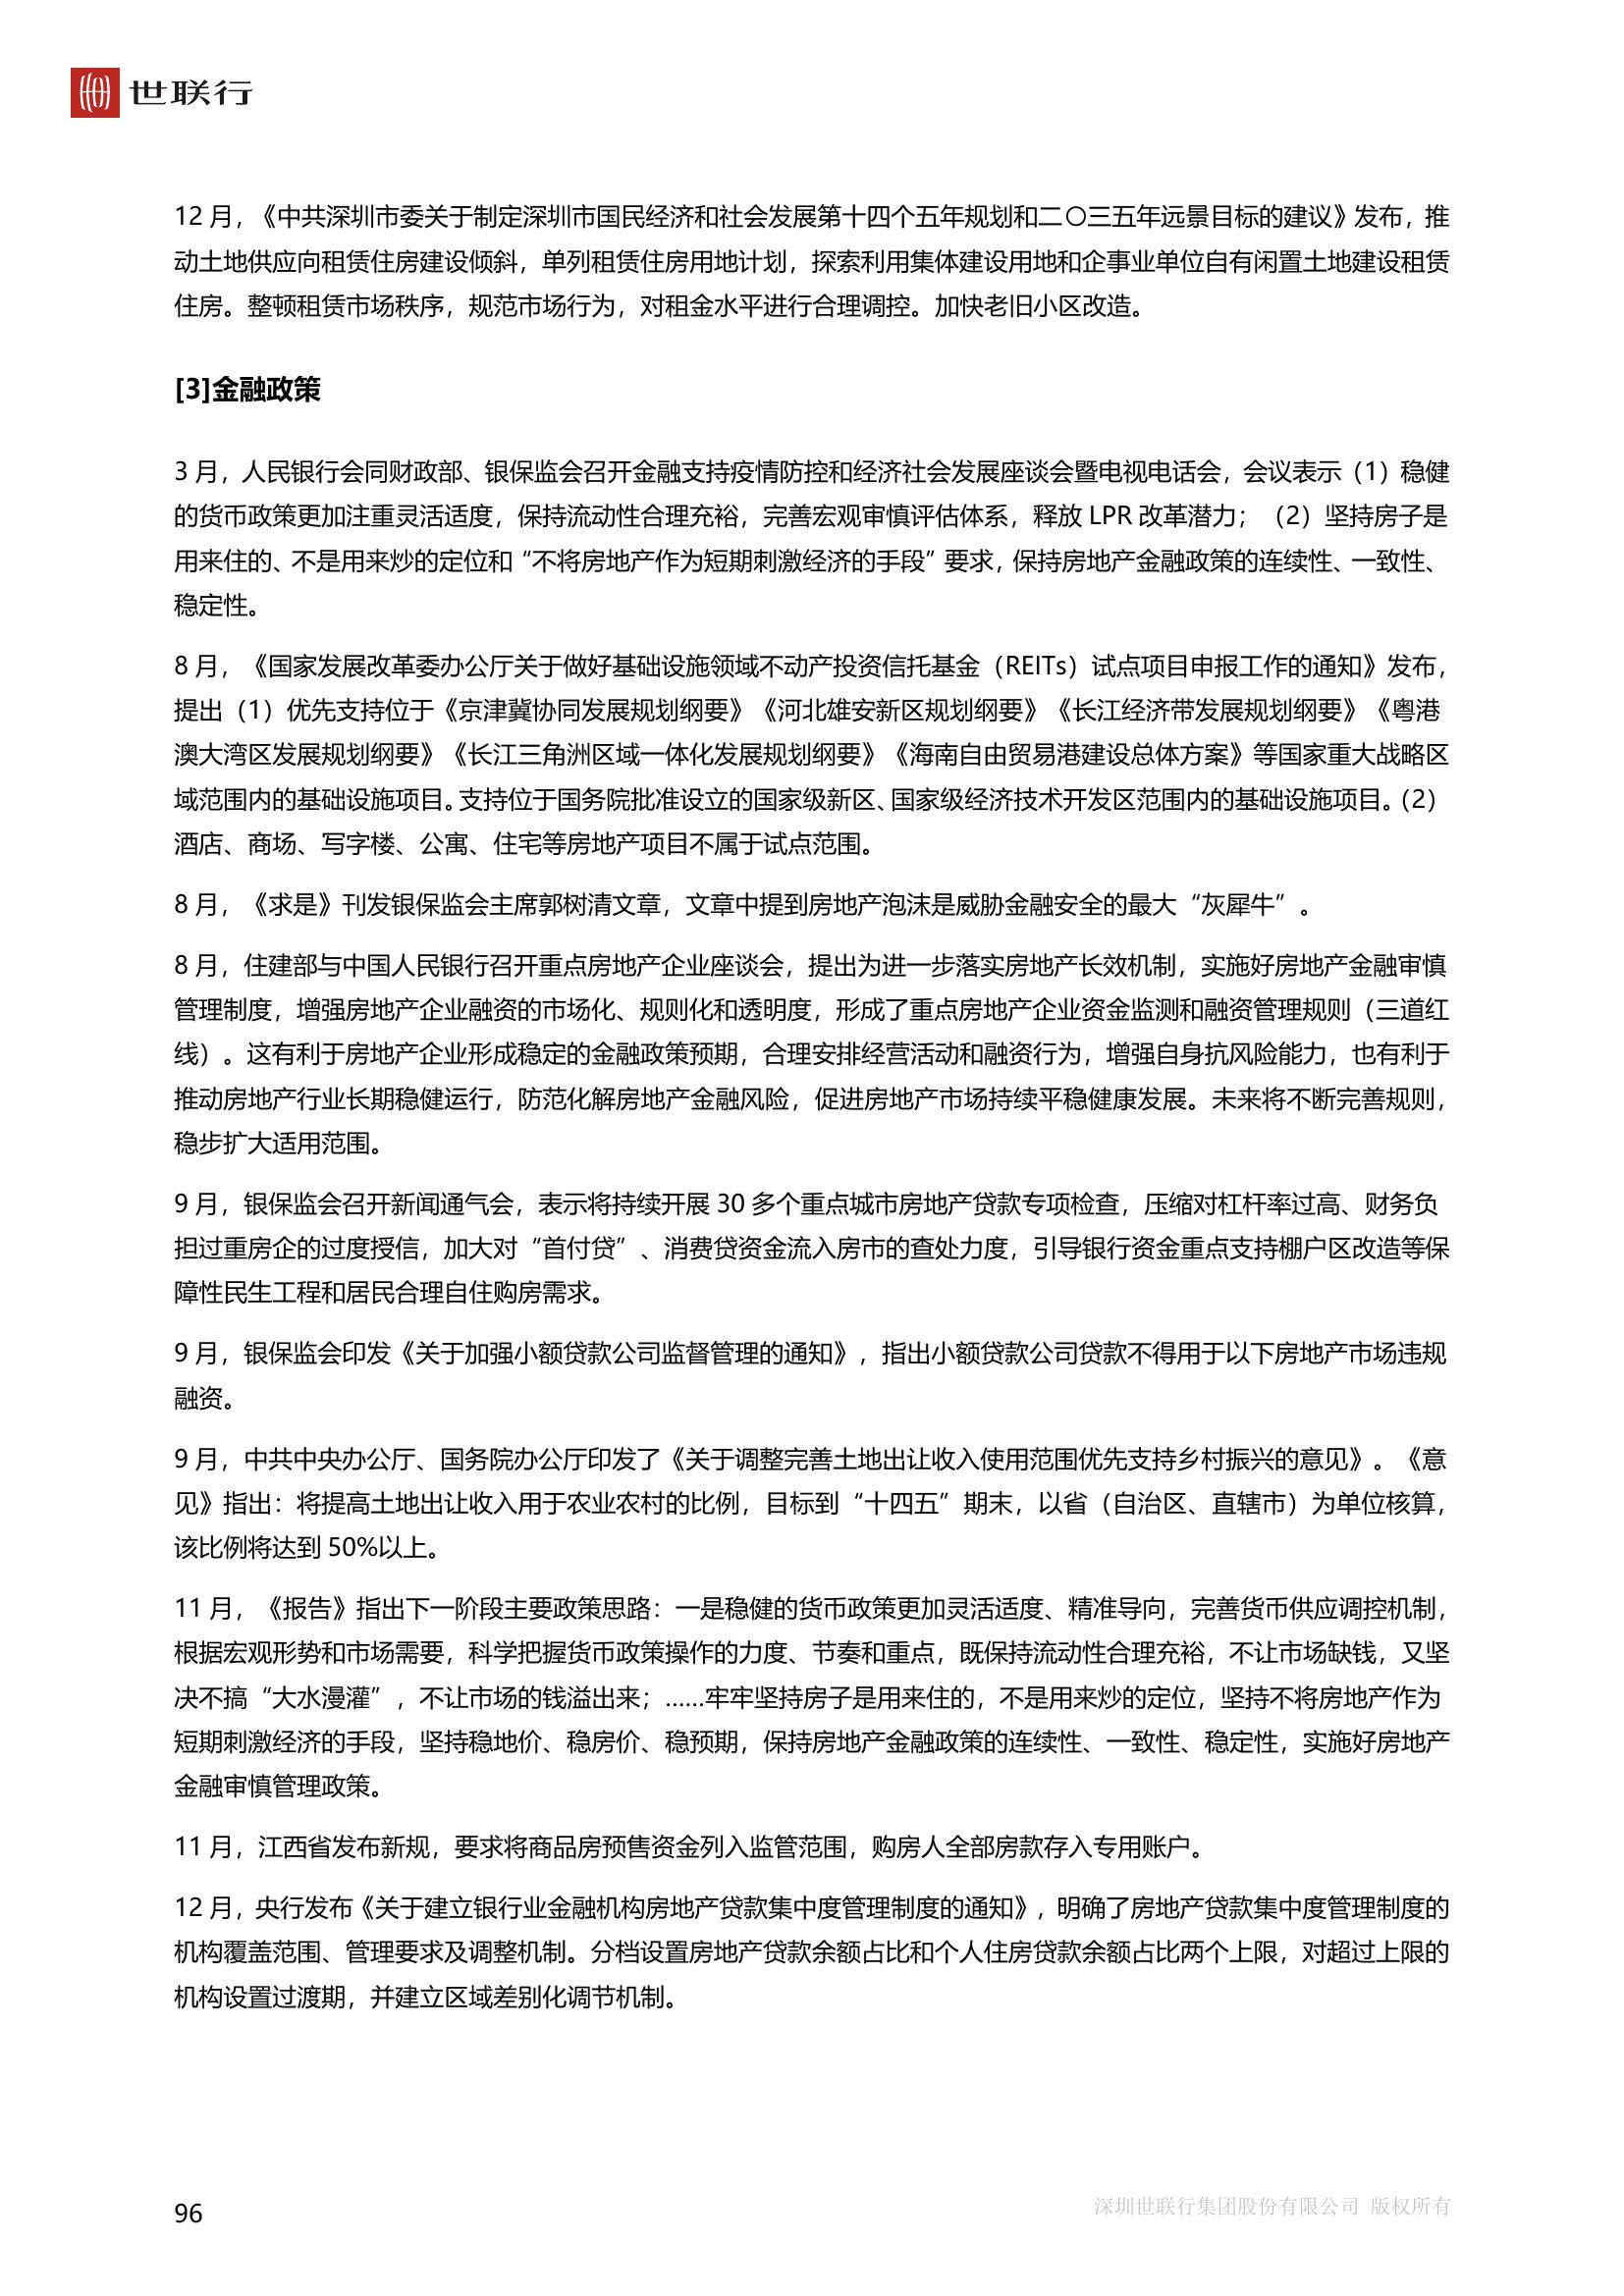 世联行
12 月，《中共深圳市委关于制定深圳市国民经济和社会发展第十四个五年规划和二〇三五年远景目标的建议》发布，推
动土地供应向租赁住房建设倾斜，单列租赁住房用地计划，探索利用集体建设用地和企事业单位自有闲置土地建设租赁
住房。整顿租赁市场秩序，规范市场行为，对租金水平进行合理调控。加快老旧小区改造。
[3]金融政策
3 月，人民银行会同财政部、银保监会召开金融支持疫情防控和经济社会发展座谈会暨电视电话会，会议表示（1）稳健
的货币政策更加注重灵活适度，保持流动性合理充裕，完善宏观审慎评估体系，释放 LPR 改革潜力；（2）坚持房子是
用来住的、不是用来炒的定位和“不将房地产作为短期刺激经济的手段”要求，保持房地产金融政策的连续性、一致性、
稳定性。
8 月，《国家发展改革委办公厅关于做好基础设施领域不动产投资信托基金（REITs）试点项目申报工作的通知》发布，
提出（1）优先支持位于《京津冀协同发展规划纲要》《河北雄安新区规划纲要》《长江经济带发展规划纲要》《粤港
澳大湾区发展规划纲要》《长江三角洲区域一体化发展规划纲要》《海南自由贸易港建设总体方案》等国家重大战略区
域范围内的基础设施项目。支持位于国务院批准设立的国家级新区、国家级经济技术开发区范围内的基础设施项目。（2）
酒店、商场、写字楼、公寓、住宅等房地产项目不属于试点范围。
8 月，《求是》刊发银保监会主席郭树清文章，文章中提到房地产泡沫是威胁金融安全的最大“灰犀牛”。
8 月，住建部与中国人民银行召开重点房地产企业座谈会，提出为进一步落实房地产长效机制，实施好房地产金融审慎
管理制度，增强房地产企业融资的市场化、规则化和透明度，形成了重点房地产企业资金监测和融资管理规则（三道红
线）。这有利于房地产企业形成稳定的金融政策预期，合理安排经营活动和融资行为，增强自身抗风险能力，也有利于
推动房地产行业长期稳健运行，防范化解房地产金融风险，促进房地产市场持续平稳健康发展。未来将不断完善规则，
稳步扩大适用范围。
9 月，银保监会召开新闻通气会，表示将持续开展 30 多个重点城市房地产贷款专项检查，压缩对杠杆率过高、财务负
担过重房企的过度授信，加大对“首付贷”、消费贷资金流入房市的查处力度，引导银行资金重点支持棚户区改造等保
障性民生工程和居民合理自住购房需求。
9 月，银保监会印发《关于加强小额贷款公司监督管理的通知》，指出小额贷款公司贷款不得用于以下房地产市场违规
融资。
9 月，中共中央办公厅、国务院办公厅印发了《关于调整完善土地出让收入使用范围优先支持乡村振兴的意见》。《意
见》指出：将提高土地出让收入用于农业农村的比例，目标到“十四五”期末，以省（自治区、直辖市）为单位核算，
该比例将达到 50%以上。
11 月，《报告》指出下一阶段主要政策思路：一是稳健的货币政策更加灵活适度、精准导向，完善货币供应调控机制，
根据宏观形势和市场需要，科学把握货币政策操作的力度、节奏和重点，既保持流动性合理充裕，不让市场缺钱，又坚
决不搞“大水漫灌”，不让市场的钱溢出来；……牢牢坚持房子是用来住的，不是用来炒的定位，坚持不将房地产作为
短期刺激经济的手段，坚持稳地价、稳房价、稳预期，保持房地产金融政策的连续性、一致性、稳定性，实施好房地产
金融审慎管理政策。
11 月，江西省发布新规，要求将商品房预售资金列入监管范围，购房人全部房款存入专用账户。
12 月，央行发布《关于建立银行业金融机构房地产贷款集中度管理制度的通知》，明确了房地产贷款集中度管理制度的
机构覆盖范围、管理要求及调整机制。分档设置房地产贷款余额占比和个人住房贷款余额占比两个上限，对超过上限的
机构设置过渡期，并建立区域差别化调节机制。
96
深圳世联行集团股份有限公司 版权所有